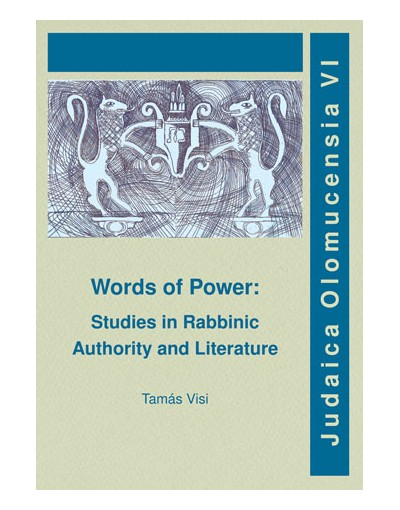 Words of Power:
Studies in Rabbinic
Authority and Literature
Tamás Visi
Judaica Olomucensia VI